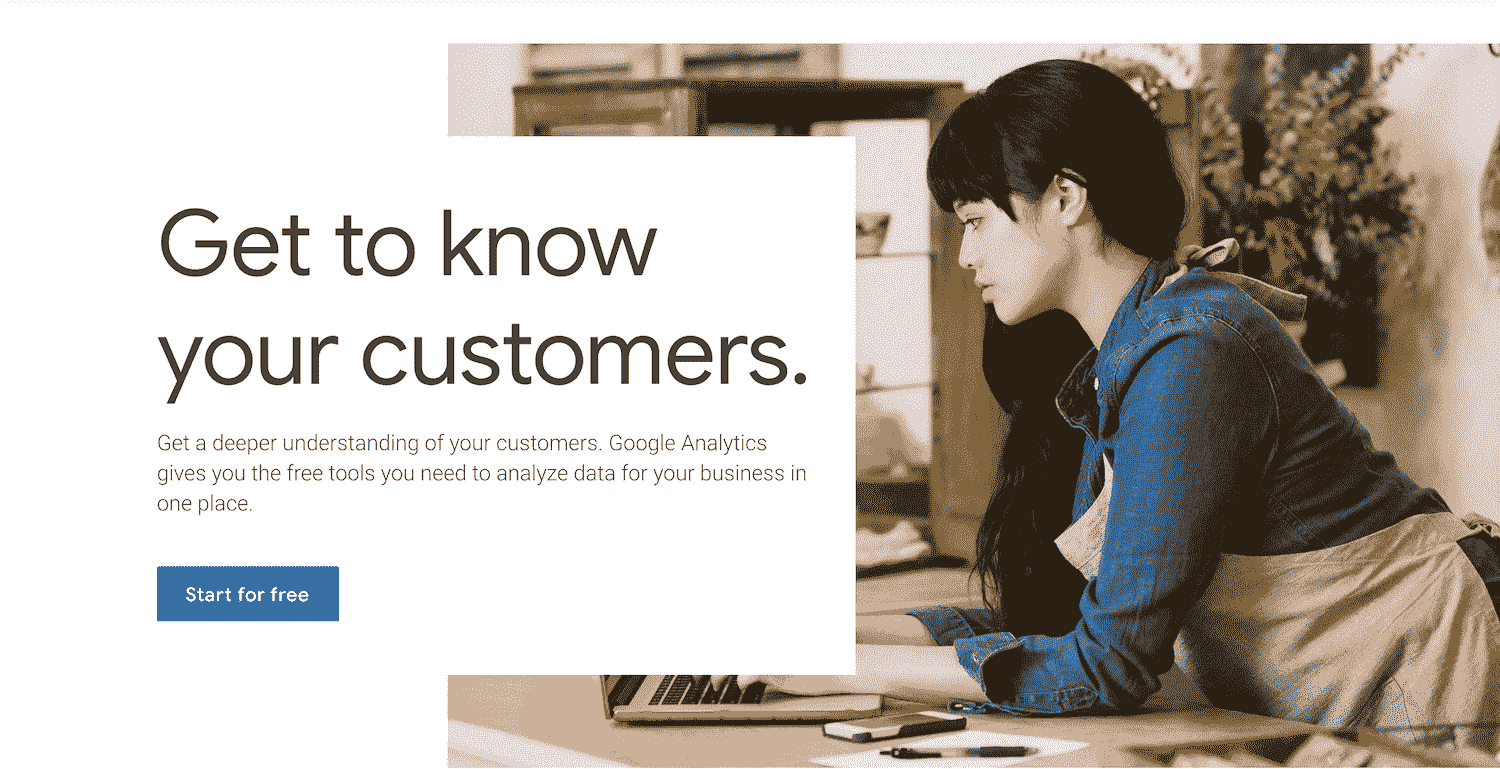 Get to know
your customers.
Get a deeper understanding of your customers. Google Analytics
gives you the free tools you need to analyze data for your business in
one place.
Start for free